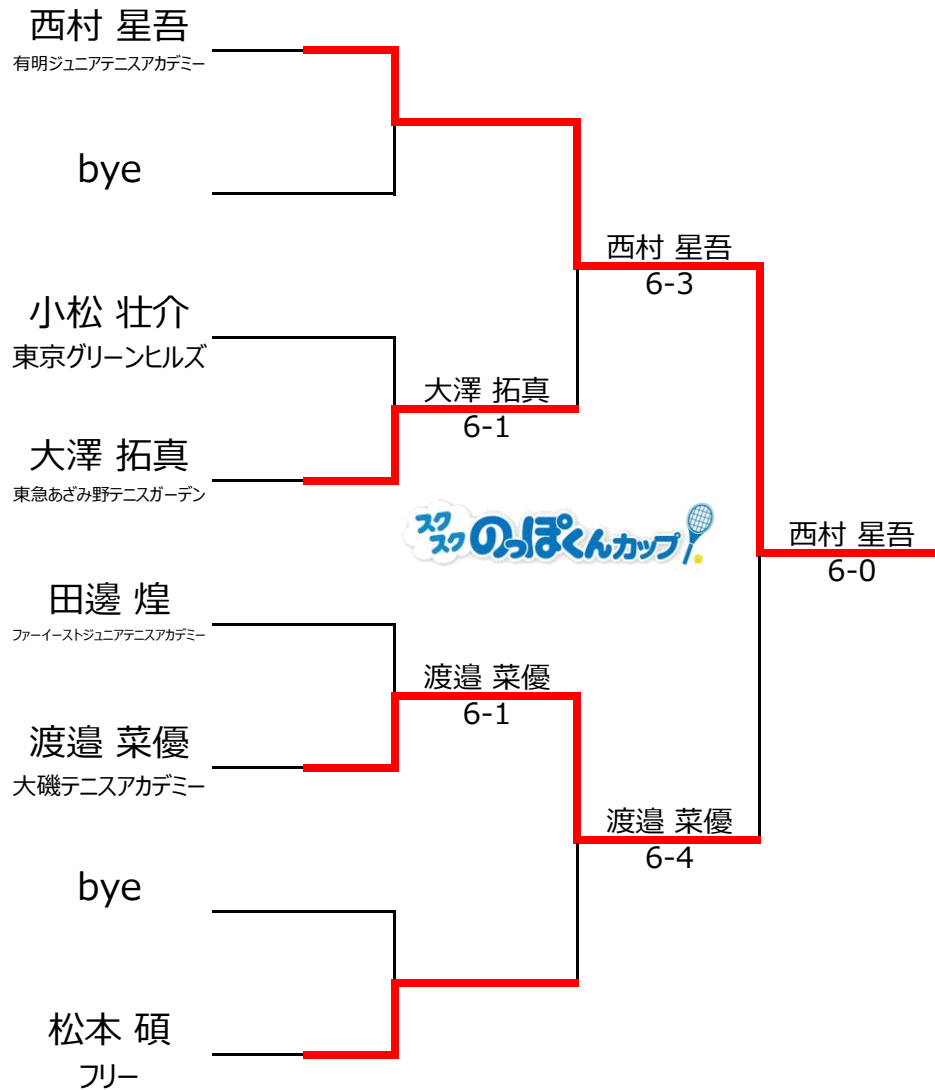 西村 星吾
有明ジュニアテニスアカデミー
bye
西村 星吾
6-3
小松 壮介
東京グリーンヒルズ
大澤 拓真
6-1
大澤 拓真
東急あざみ野テニスガーデン
スクスク のっぽくんカップ
西村 星吾
6-0
田邊 煌
ファーイーストジュニアテニスアカデミー
渡邉 菜優
6-1
渡邉 菜優
大磯テニスアカデミー
渡邉 菜優
6-4
bye
松本 碩
フリー